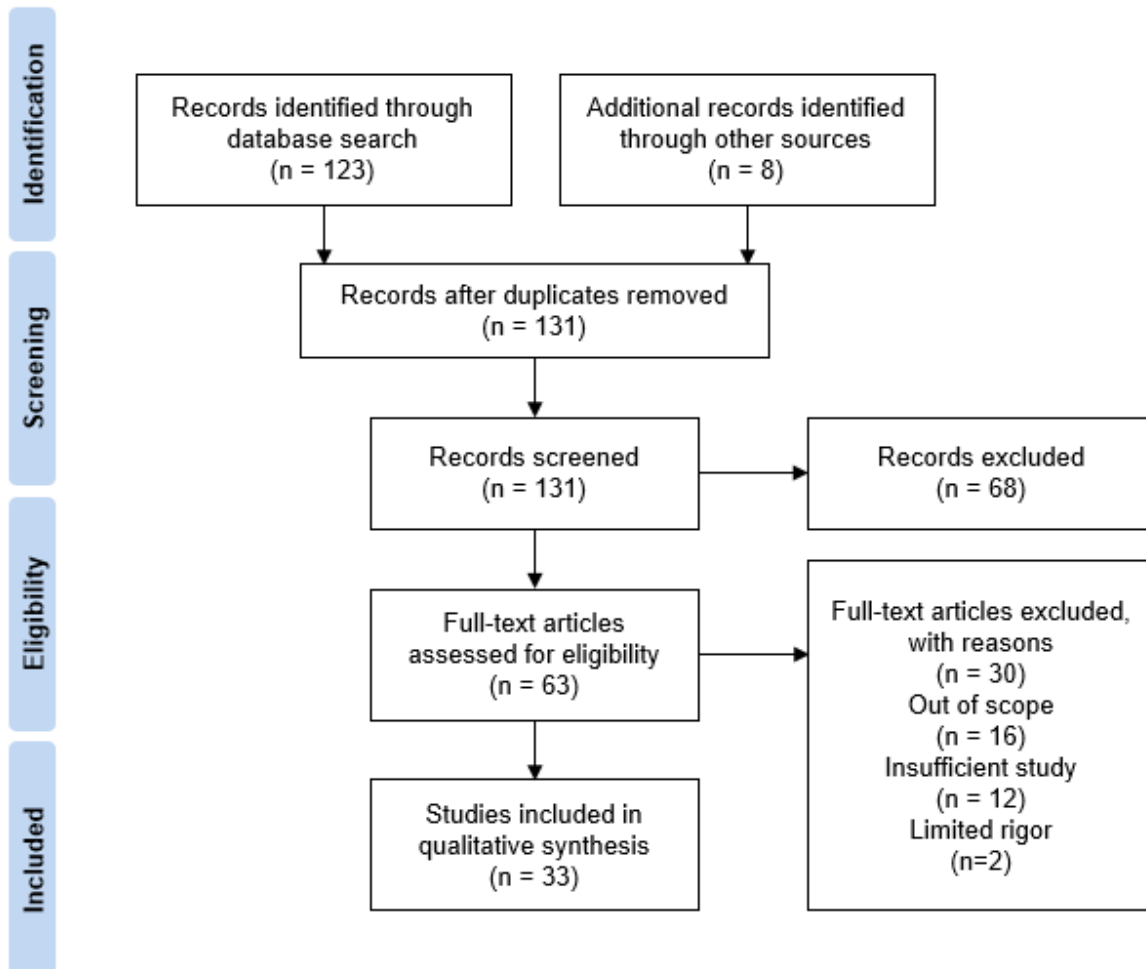 Identification
Records identified through
database search
(n = 123)
Additional records identified
through other sources
(n = 8)
Screening
Records after duplicates removed
(n = 131)
Records screened
(n = 131)
Records excluded
(n = 68)
Eligibility
Full-text articles
assessed for eligibility
(n = 63)
Full-text articles excluded,
with reasons
(n = 30)
Out of scope
(n = 16)
Insufficient study
(n = 12)
Limited rigor
(n=2)
Included
Studies included in
qualitative synthesis
(n = 33)